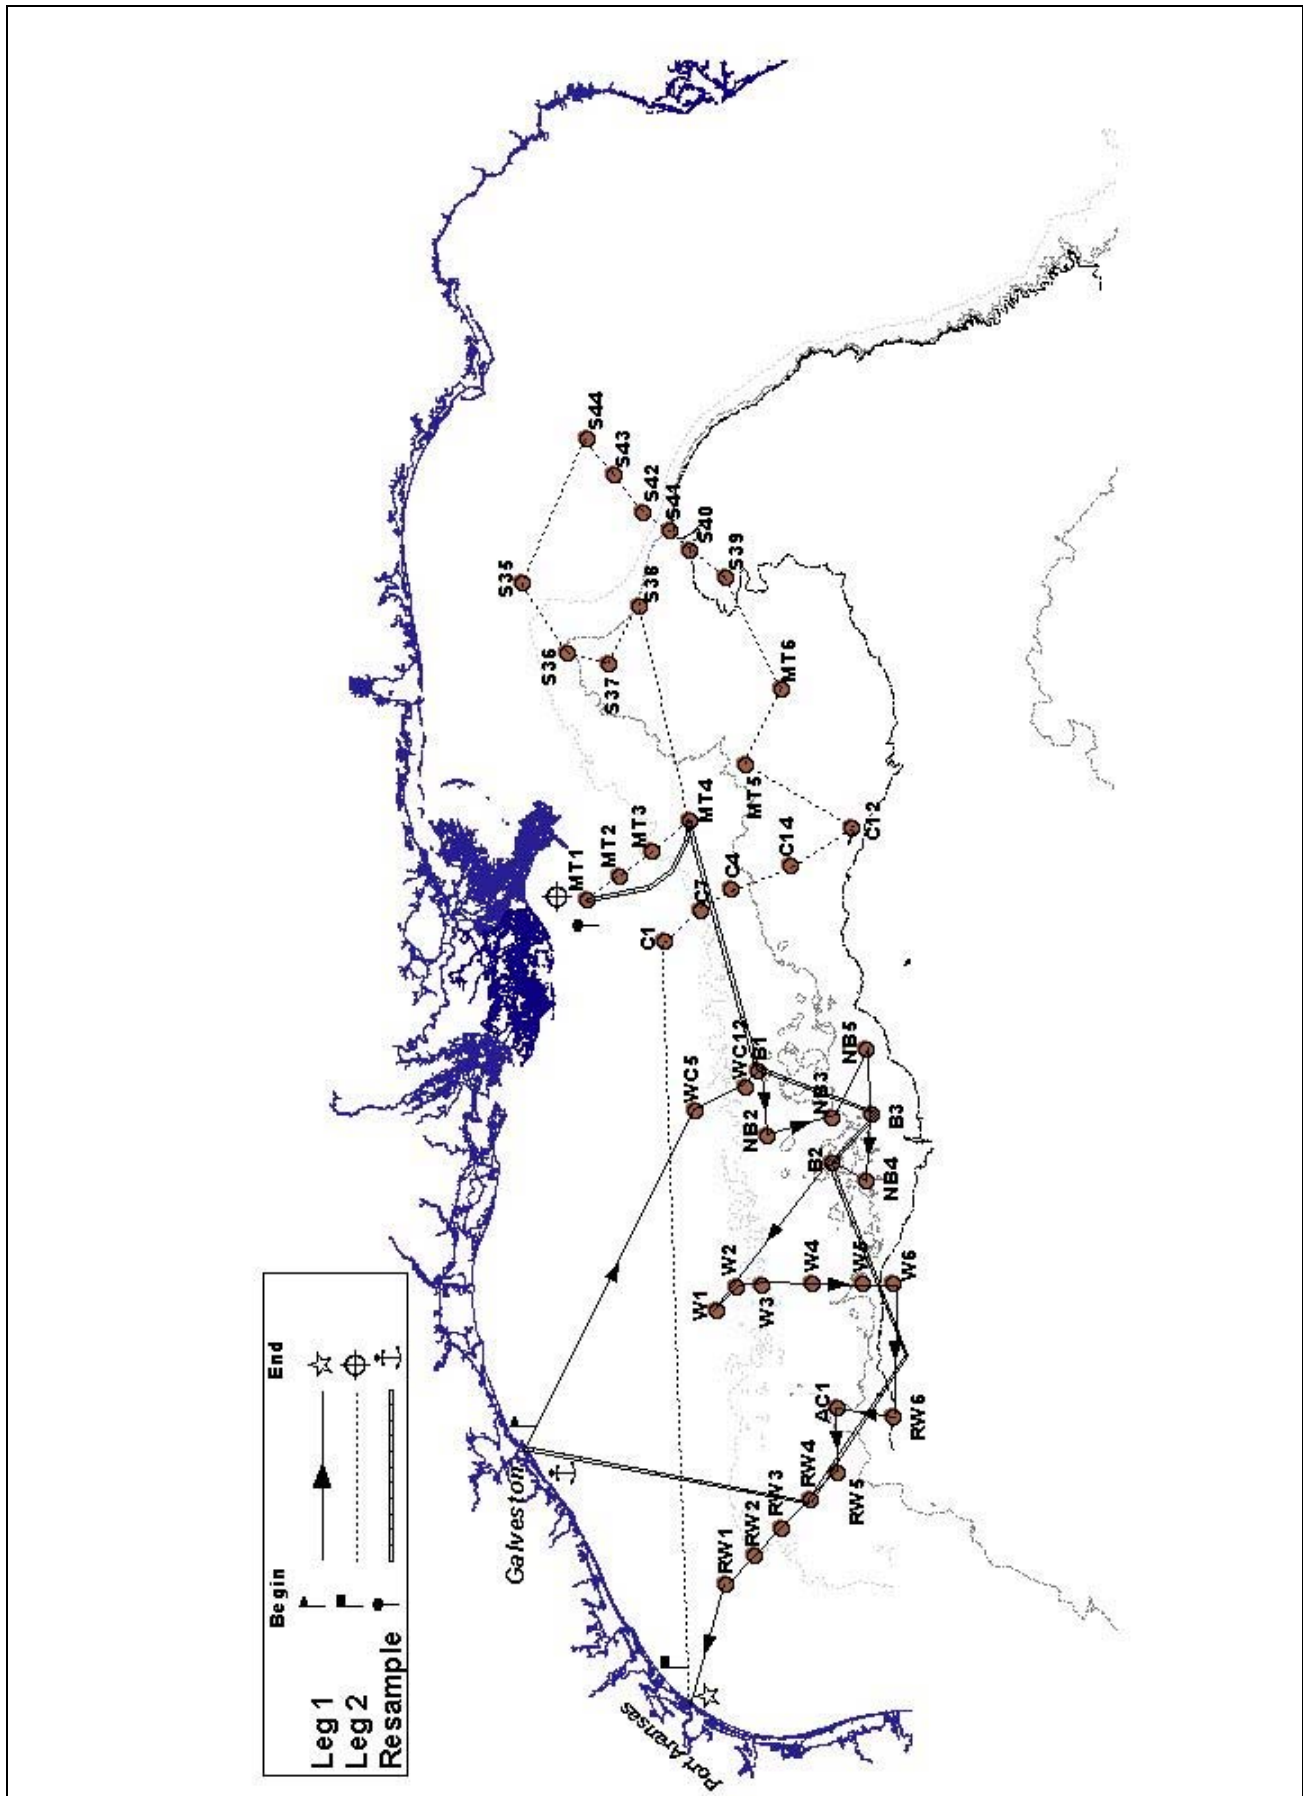 Begin
End
Leg 1
Leg 2
Resample
Galveston
Port Aransas
S44
S43
S42
S44
S40
S39
S35
S38
S36
S37
MT6
MT5
MT4
MT3
MT2
MT1
C12
C14
C4
C7
C1
WC5
WC12
B1
NB5
NB3
NB2
B3
B2
NB4
W1
W2
W3
W4
W5
W6
AC1
RW6
RW5
RW4
RW3
RW2
RW1